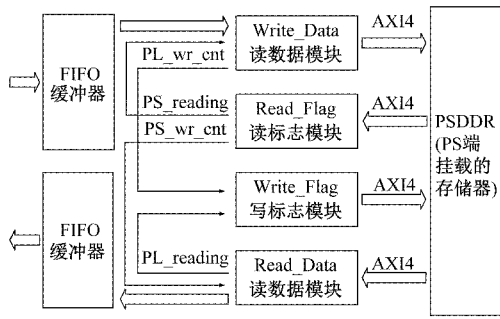 FIFO
缓冲器
FIFO
缓冲器
PL_wr_cnt
PS_reading
PS_wr_cnt
PL_reading
Write_Data
读数据模块
Read_Flag
读标志模块
Write_Flag
写标志模块
Read_Data
读数据模块
AXI4
AXI4
AXI4
AXI4
PSDDR
(PS端
挂载的
存储器)